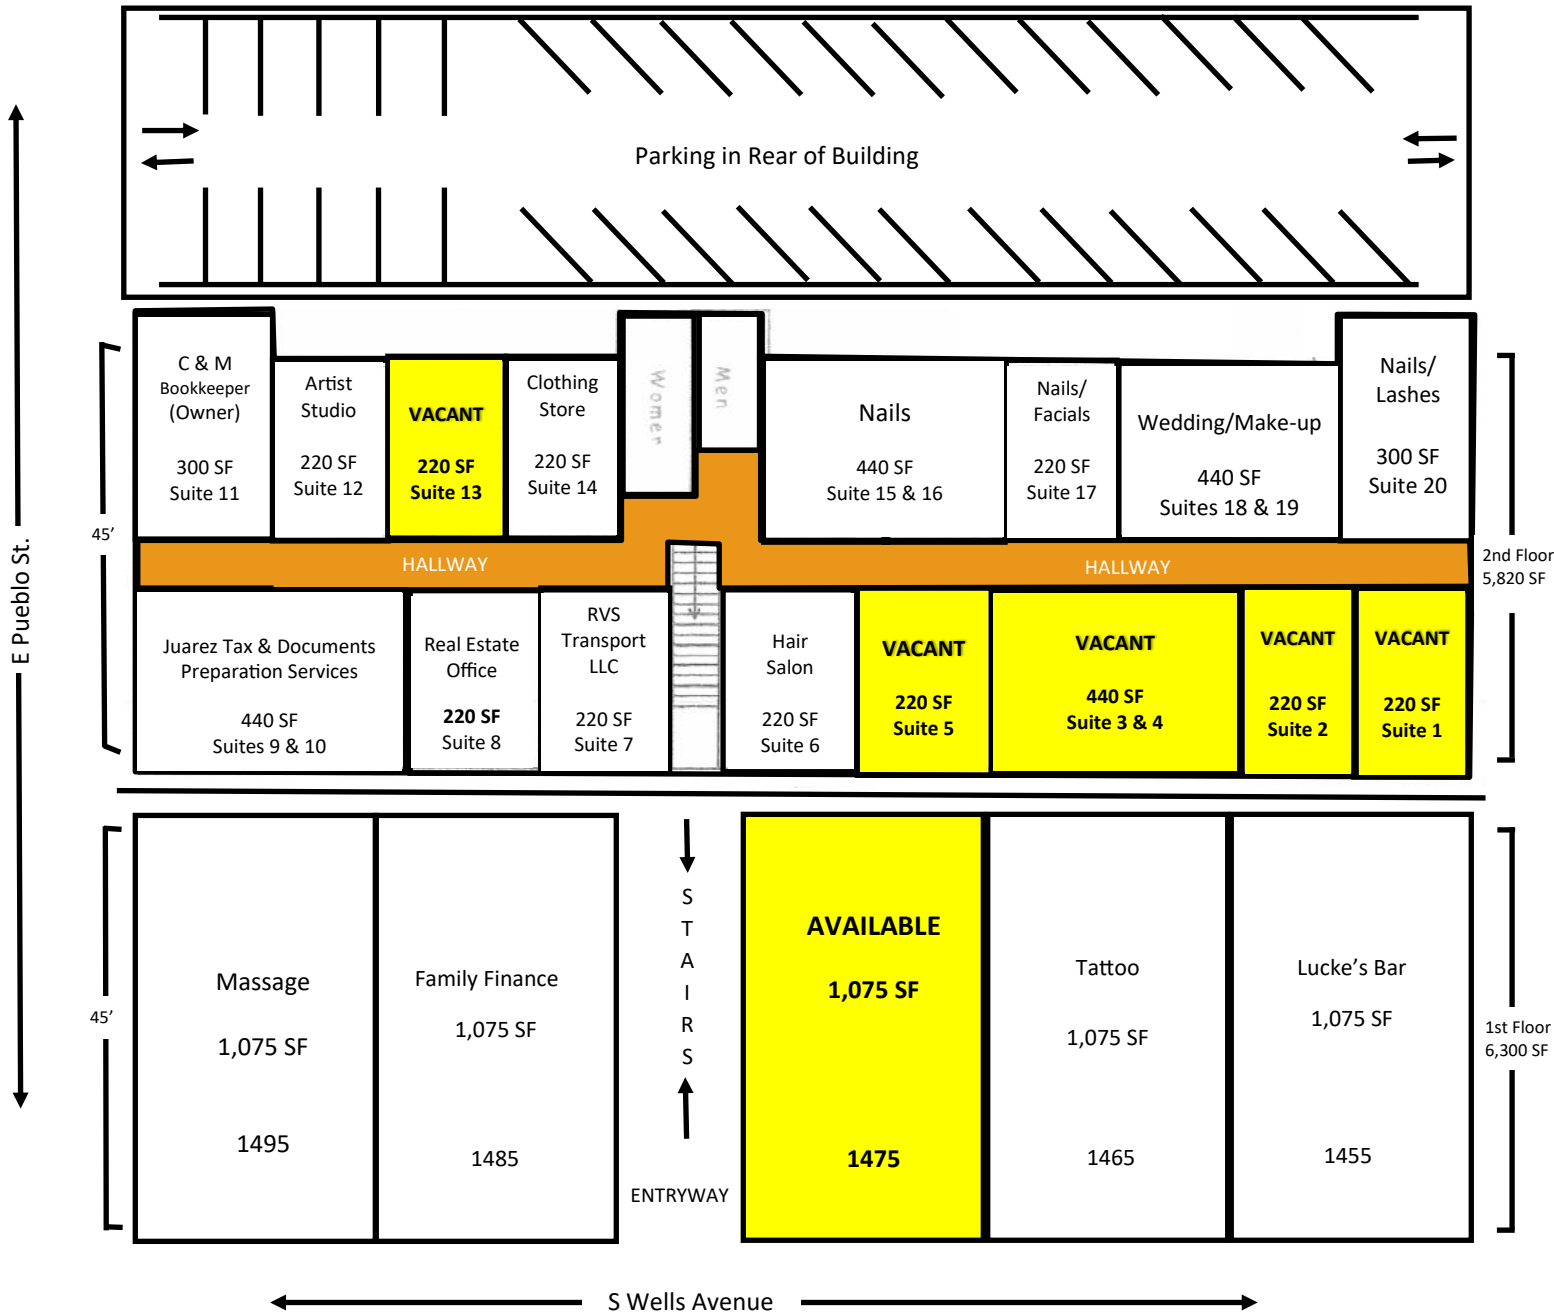 Parking in Rear of Building
E Pueblo St.
45'
C & M
Bookkeeper
(Owner)
300 SF
Suite 11
Artist
Studio
220 SF
Suite 12
VACANT
220 SF
Suite 13
Clothing
Store
220 SF
Suite 14
Women
Men
Nails
440 SF
Suite 15 & 16
Nails/
Facials
220 SF
Suite 17
Wedding/Make-up
440 SF
Suites 18 & 19
Nails/
Lashes
300 SF
Suite 20
HALLWAY
HALLWAY
2nd Floor
5,820 SF
Juarez Tax & Documents
Preparation Services
440 SF
Suites 9 & 10
Real Estate
Office
220 SF
Suite 8
RVS
Transport
LLC
220 SF
Suite 7
Hair
Salon
220 SF
Suite 6
VACANT
220 SF
Suite 5
VACANT
440 SF
Suite 3 & 4
VACANT
220 SF
Suite 2
VACANT
220 SF
Suite 1
45'
Massage
1,075 SF
1495
Family Finance
1,075 SF
1485
STAIRS
ENTRYWAY
AVAILABLE
1,075 SF
1475
Tattoo
1,075 SF
1465
Lucke's Bar
1,075 SF
1455
1st Floor
6,300 SF
S Wells Avenue